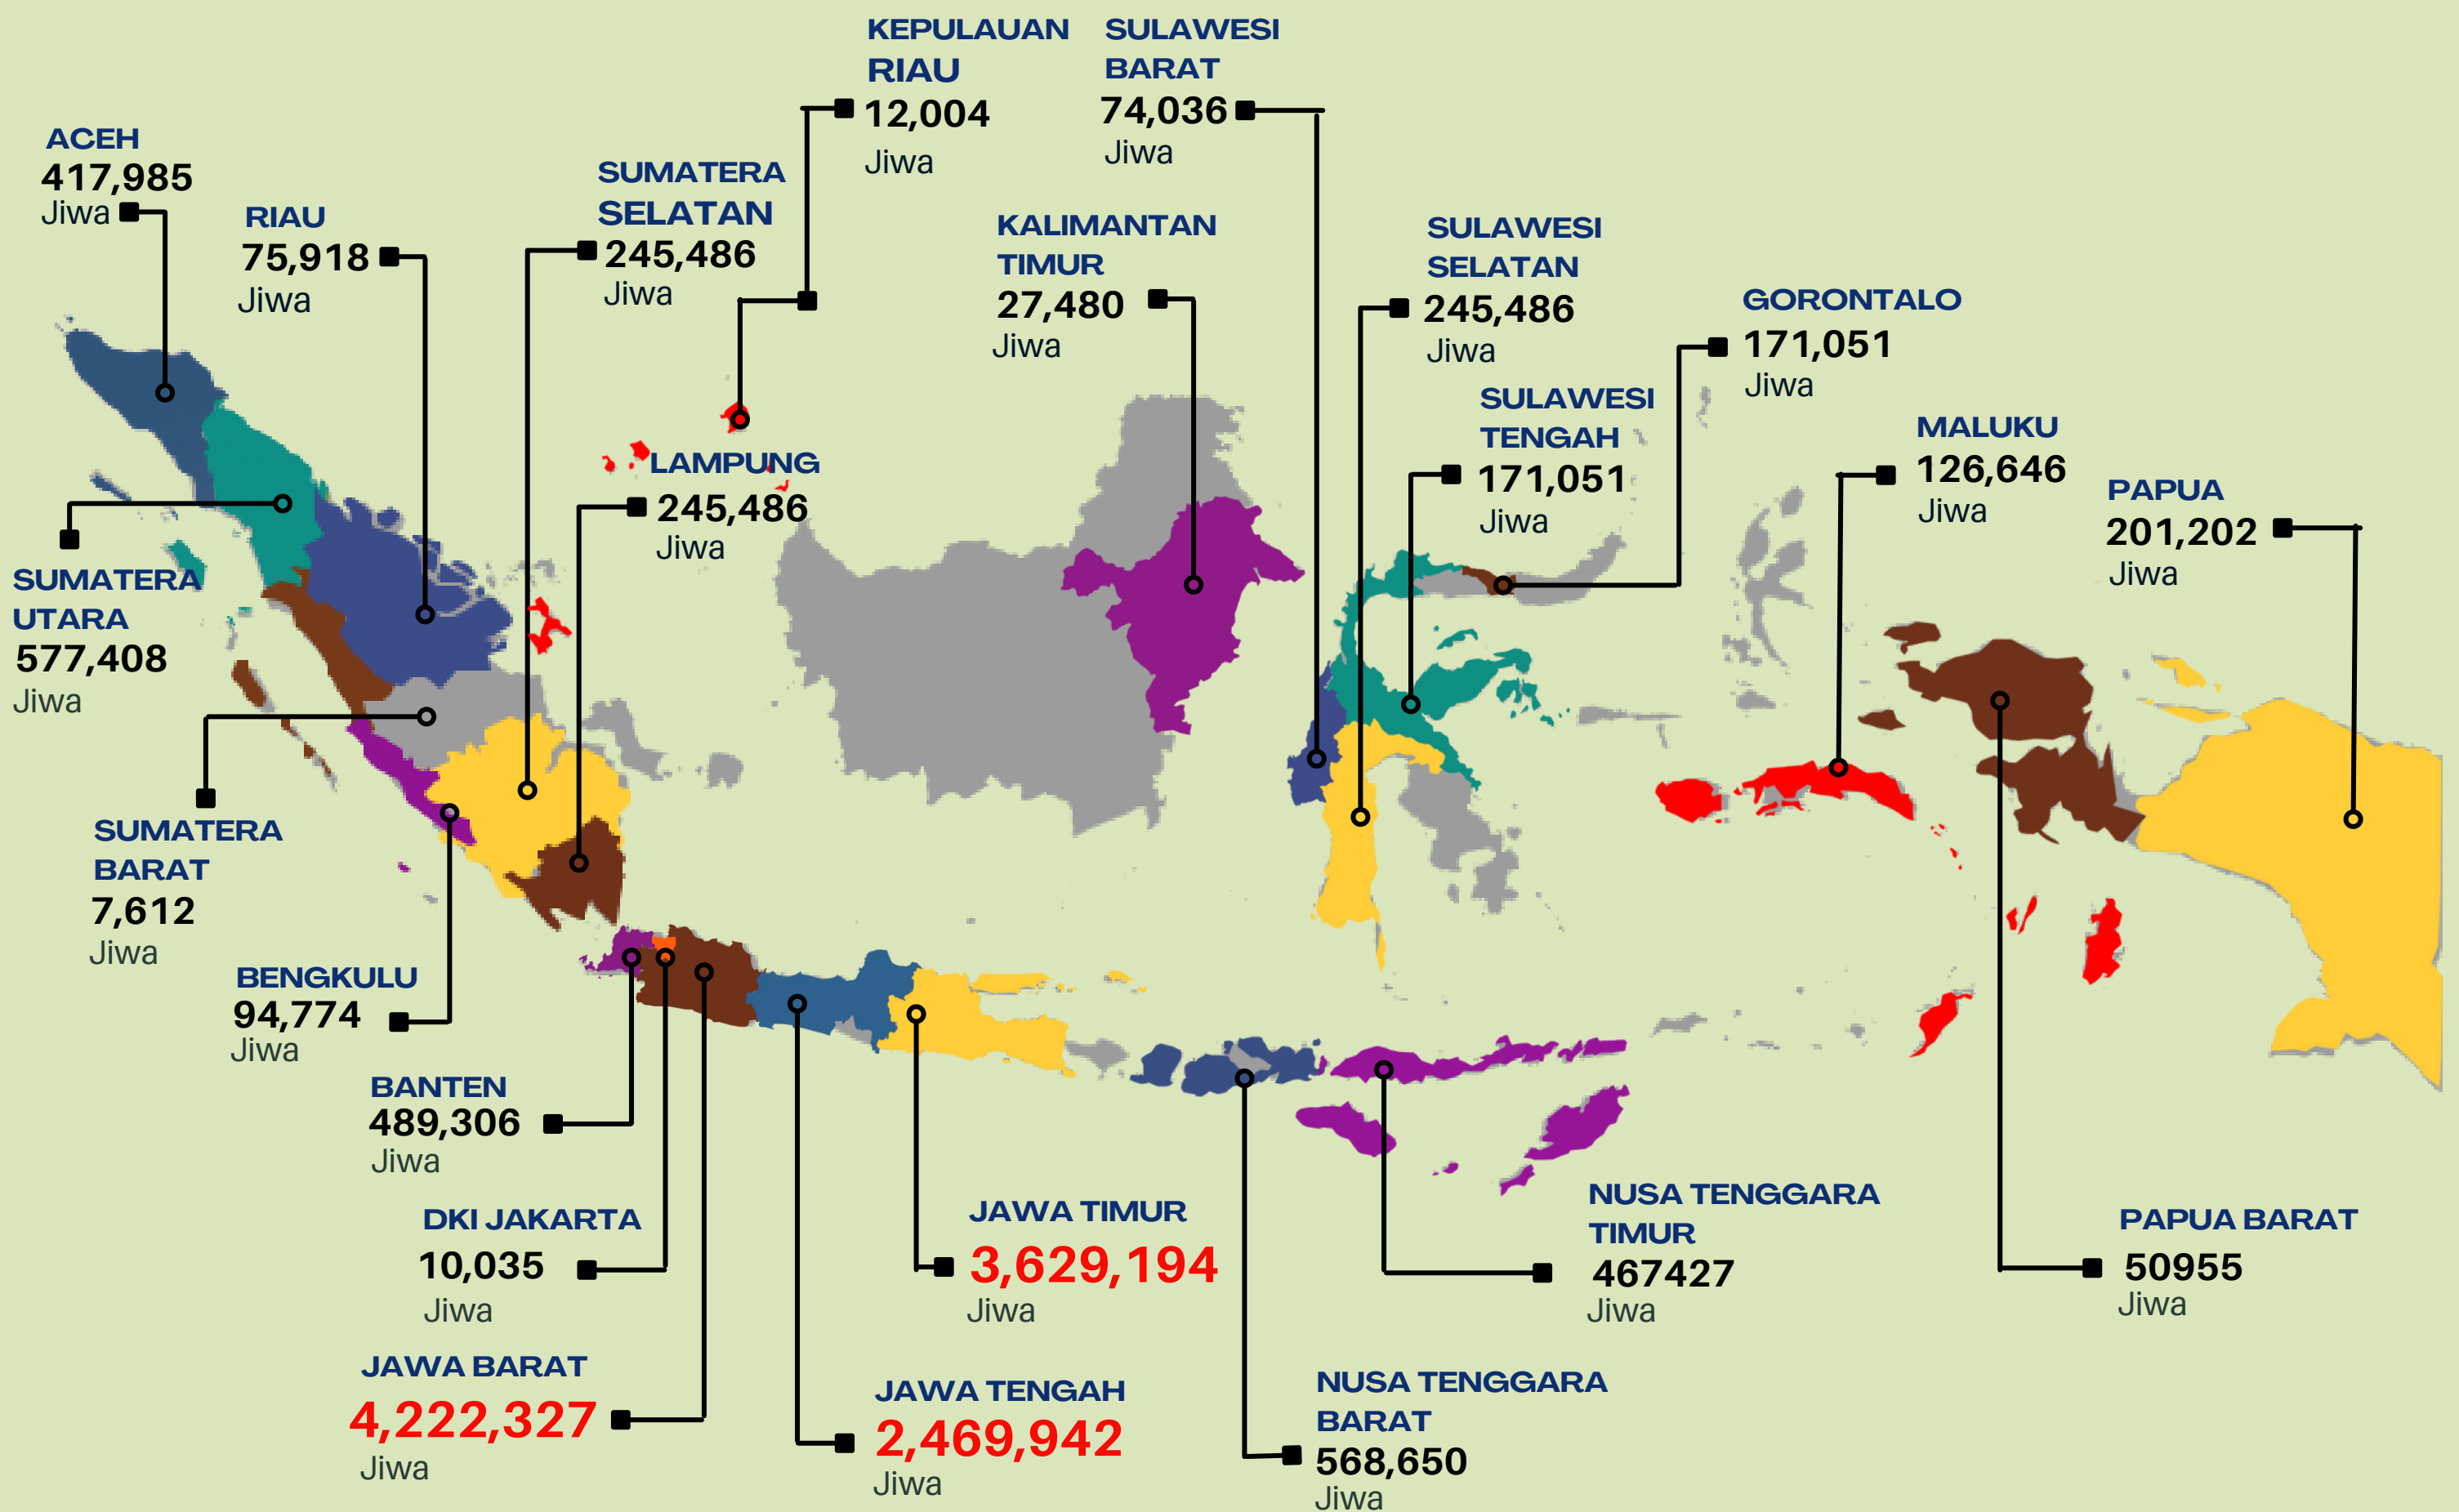 KEPULAUAN
RIAU
12,004
Jiwa
SULAWESI
BARAT
74,036
Jiwa
ACEH
417,985
Jiwa
RIAU
75,918
Jiwa
SUMATERA
SELATAN
245,486
Jiwa
KALIMANTAN
TIMUR
27,480
Jiwa
SULAWESI
SELATAN
245,486
Jiwa
GORONTALO
171,051
Jiwa
SULAWESI
TENGAH
171,051
Jiwa
MALUKU
126,646
Jiwa
PAPUA
201,202
Jiwa
LAMPUNG
245,486
Jiwa
SUMATERA
UTARA
577,408
Jiwa
SUMATERA
BARAT
7,612
Jiwa
BENGKULU
94,774
Jiwa
BANTEN
489,306
Jiwa
DKI JAKARTA
10,035
Jiwa
JAWA BARAT
4,222,327
Jiwa
JAWA TIMUR
3,629,194
Jiwa
JAWA TENGAH
2,469,942
Jiwa
NUSA TENGGARA
TIMUR
467427
Jiwa
NUSA TENGGARA
BARAT
568,650
Jiwa
PAPUA BARAT
50955
Jiwa